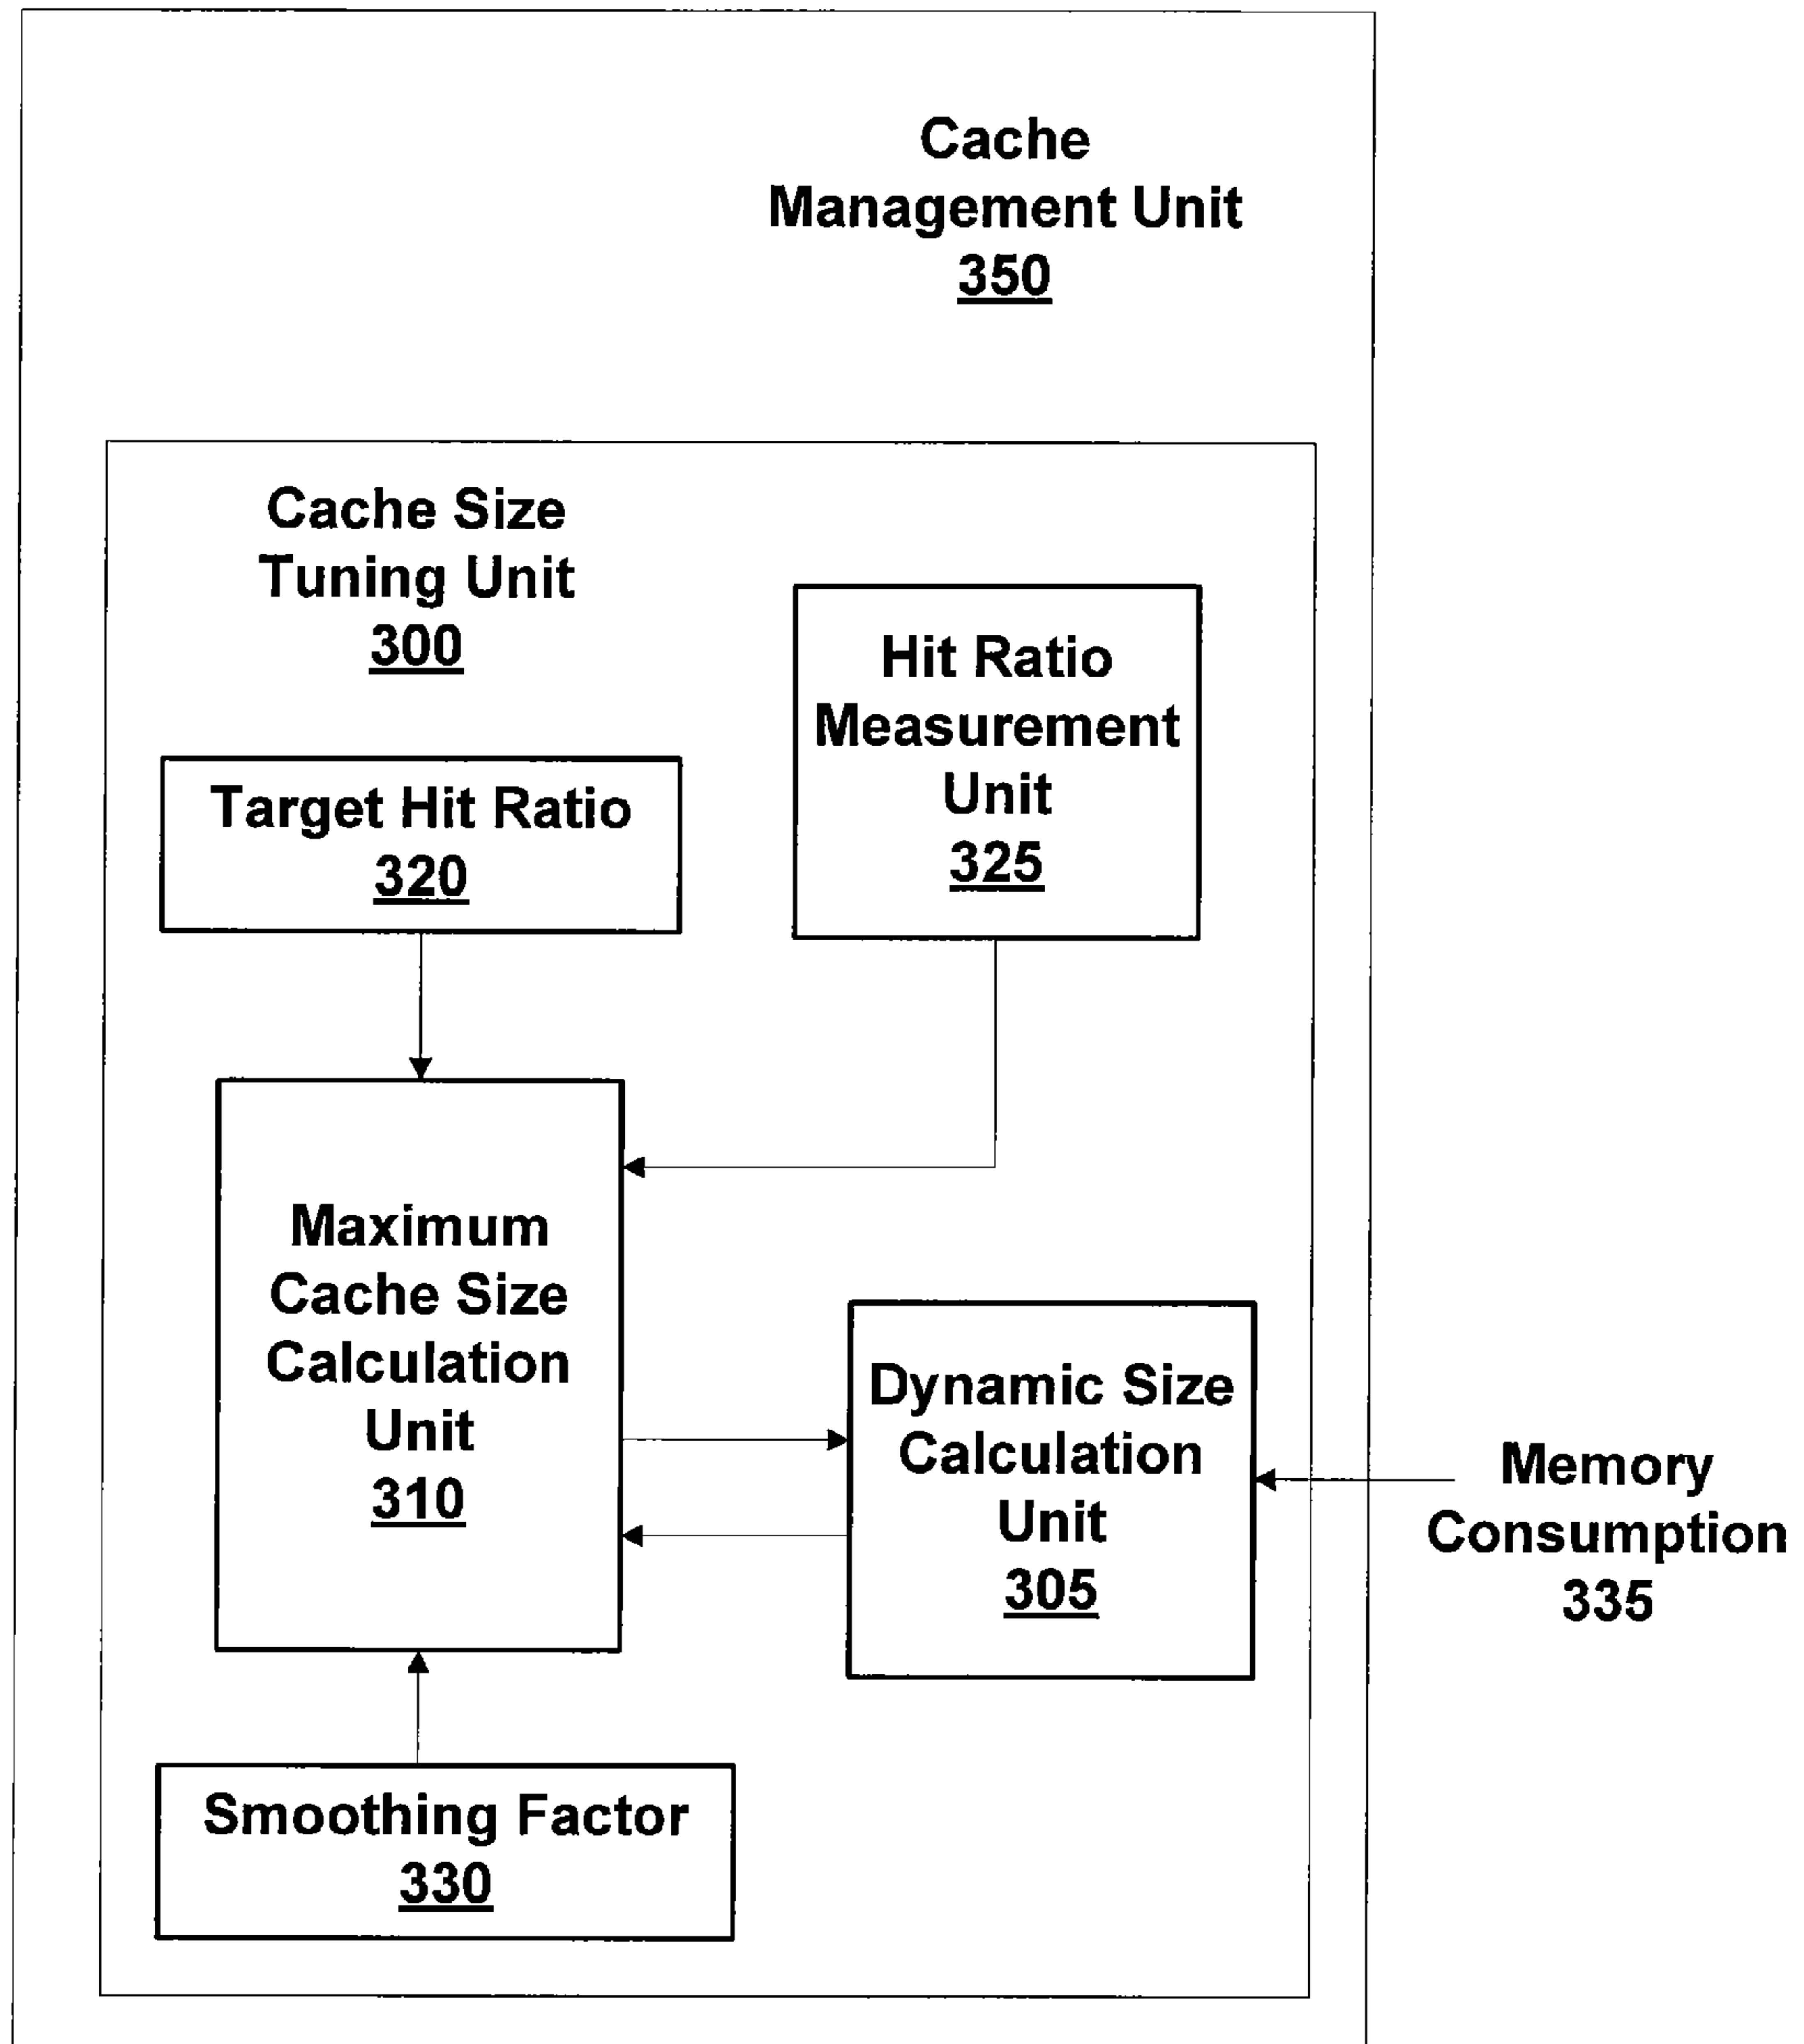 Cache
Management Unit
350
Cache Size
Tuning Unit
300
Hit Ratio
Measurement
Unit
325
Target Hit Ratio
320
Maximum
Cache Size
Calculation
Unit
310
Dynamic Size
Calculation
Unit
305
Memory
Consumption
335
Smoothing Factor
330